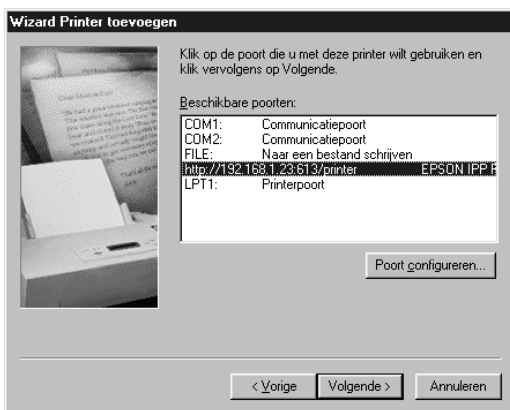 Wizard Printer toevoegen
Klik op de poort die u met deze printer wilt gebruiken en
klik vervolgens op Volgende.
Beschikbare poorten:
COM1: Communicatiepoort
COM2: Communicatiepoort
FILE: Naar een bestand schrijven
http://192.168.1.23:613/printer EPSON IPP P
LPT1: Printerpoort
Poort configureren...
< Vorige Volgende > Annuleren